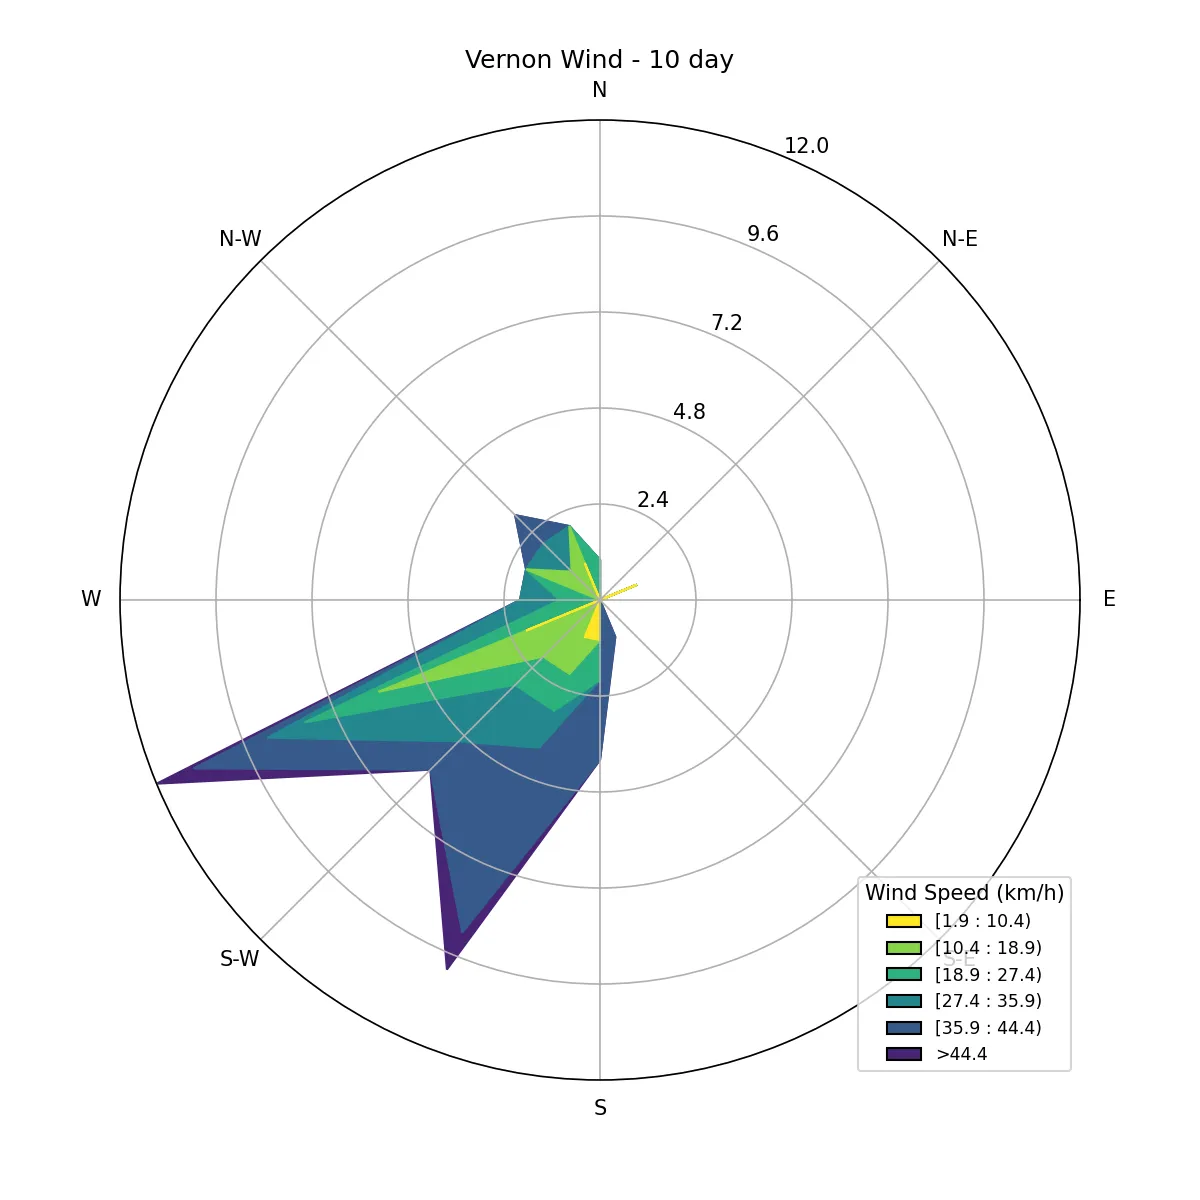 Vernon Wind - 10 day
N
12.0
N-W
9.6
N-E
7.2
4.8
2.4
W
E
Wind Speed (km/h)
[1.9 : 10.4)
[10.4 : 18.9)
S-W
S-E
[18.9 : 27.4)
[27.4 : 35.9)
[35.9 : 44.4)
>44.4
S